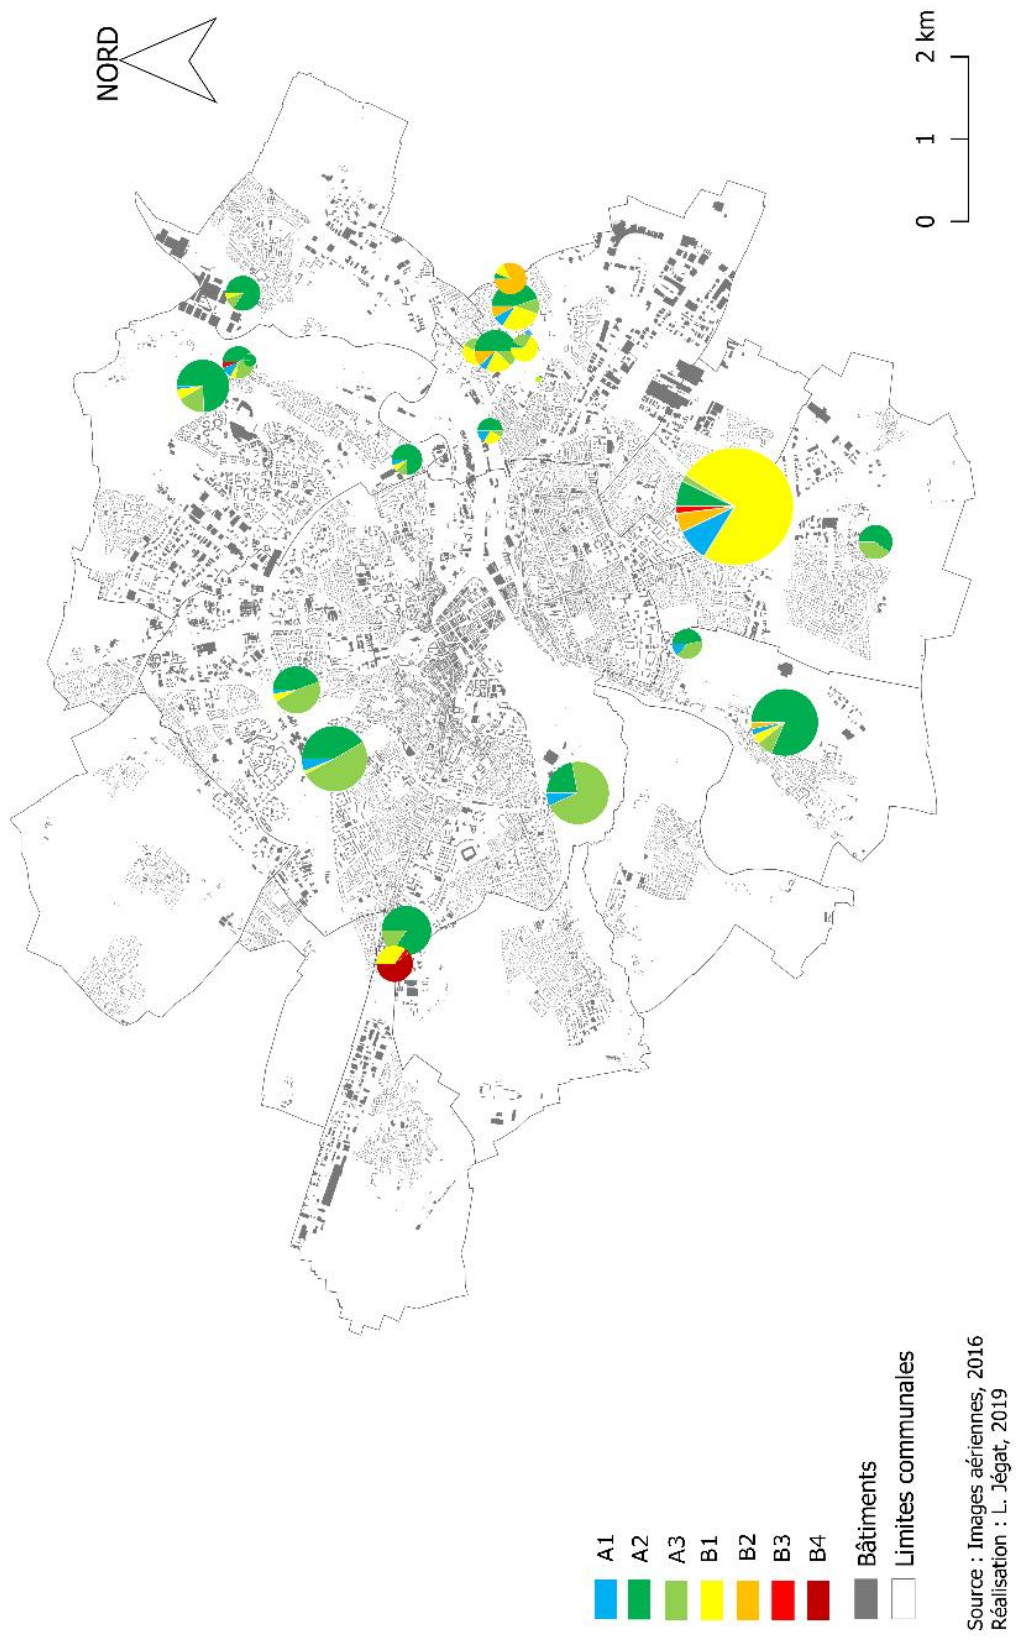 NORD
0 1 2 km
A1
A2
A3
B1
B2
B3
B4
Bâtiments
Limites communales
Source : Images aériennes, 2016
Réalisation : L. Jégat, 2019